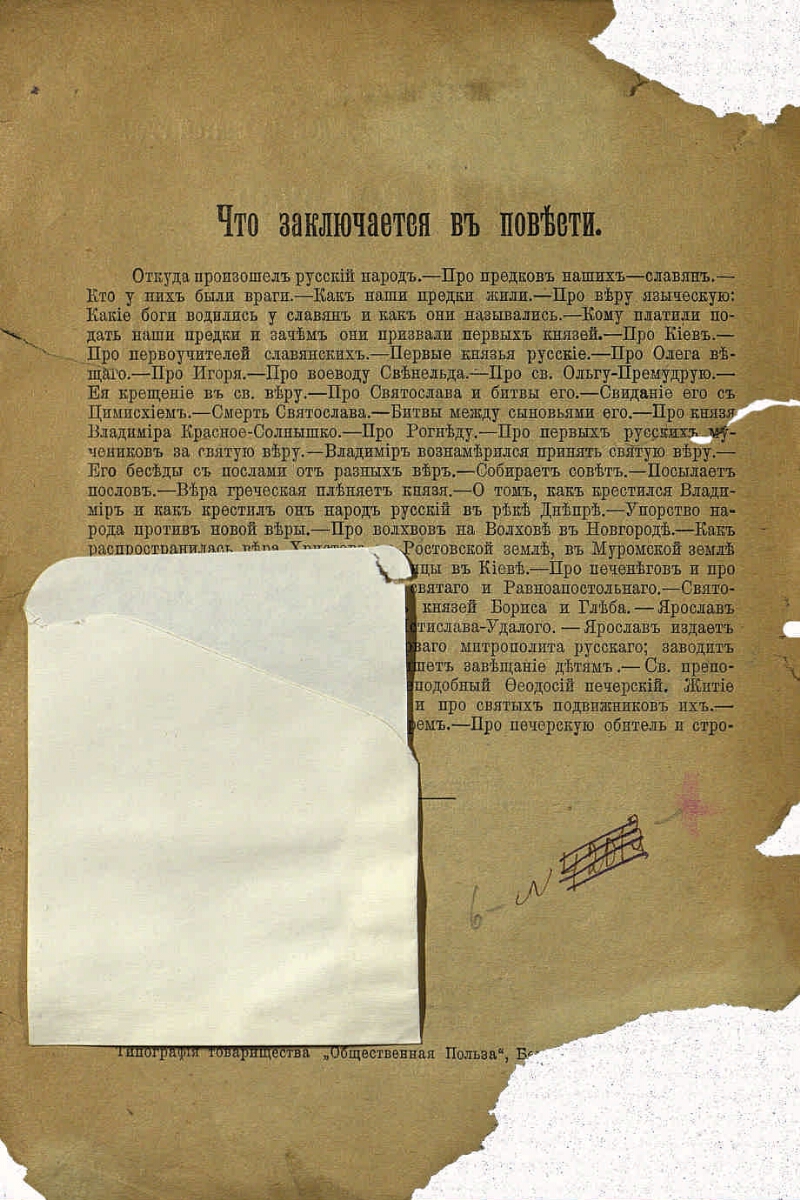 Что заключается въ повѣсти.
Откуда произошелъ русскій народъ.—Про предковъ нашихъ—славянъ.—
Кто у нихъ были враги.—Какъ наши предки жили.—Про вѣру языческую:
Какіе боги водились у славянъ и какъ они назывались.—Кому платили по-
дать наши предки и зачѣмъ они призвали первыхъ князей.—Про Кіевъ.—
Про первоучителей славянскихъ.—Первые князья русскіе.—Про Олега вѣ-
щаго.—Про Игоря.—Про воеводу Свѣнельда.—Про св. Ольгу-Премудрую.—
Ея крещеніе въ св. вѣру.—Про Святослава и битвы его.—Свиданіе его съ
Цимисхіемъ.—Смерть Святослава.—Битвы между сыновьями его.—Про князя
Владиміра Красное-Солнышко.—Про Рогнѣду.—Про первыхъ русскихъ му-
чениковъ за святую вѣру.—Владиміръ вознамѣрился принять святую вѣру.—
Его бесѣды съ послами отъ разныхъ вѣръ.—Собираетъ совѣтъ.—Посылаетъ
пословъ.—Вѣра греческая плѣняетъ князя.—О томъ, какъ крестился Влади-
міръ и какъ крестилъ онъ народъ русскій въ рѣкѣ Днѣпрѣ.—Упорство на-
рода противъ новой вѣры.—Про волхвовъ на Волховѣ въ Новгородѣ.—Какъ
распространилась вѣра Ростовской землѣ, въ Муромской землѣ
въ Кіевѣ.—Про печенѣговъ и про
и Равноапостольнаго.—Свято-
князей Бориса и Глѣба.—Ярославъ
тислава-Удалого.—Ярославъ издаетъ
ваго митрополита русскаго; заводитъ
завѣщаніе дѣтямъ.—Св. препо-
подобный Ѳеодосій печерскій. Житіе
и про святыхъ подвижниковъ ихъ.—
емъ.—Про печерскую обитель и стро-
6—
Типографія товарищества „Общественная Польза“,